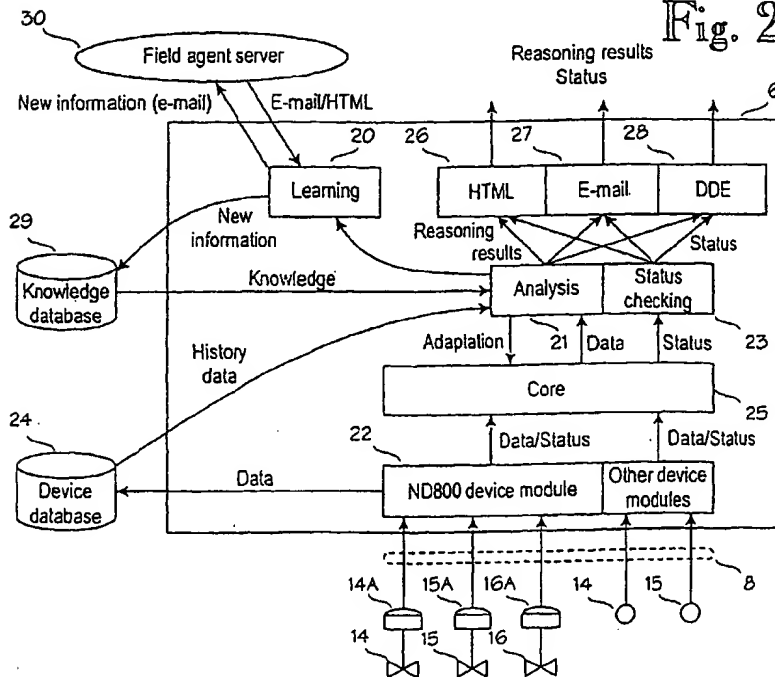 Fig. 2
30
Field agent server
Reasoning results
Status
New information (e-mail)
E-mail/HTML
6
20
26
27
28
Learning
HTML
E-mail
DDE
29
New
information
Reasoning
results
Status
Knowledge
database
Knowledge
Analysis
Status
checking
History
data
Adaptation
21
Data
Status
23
24
Core
25
22
Data/Status
Data/Status
Device
database
Data
ND800 device module
Other device
modules
8
14A
15A
16A
14
15
14
15
16